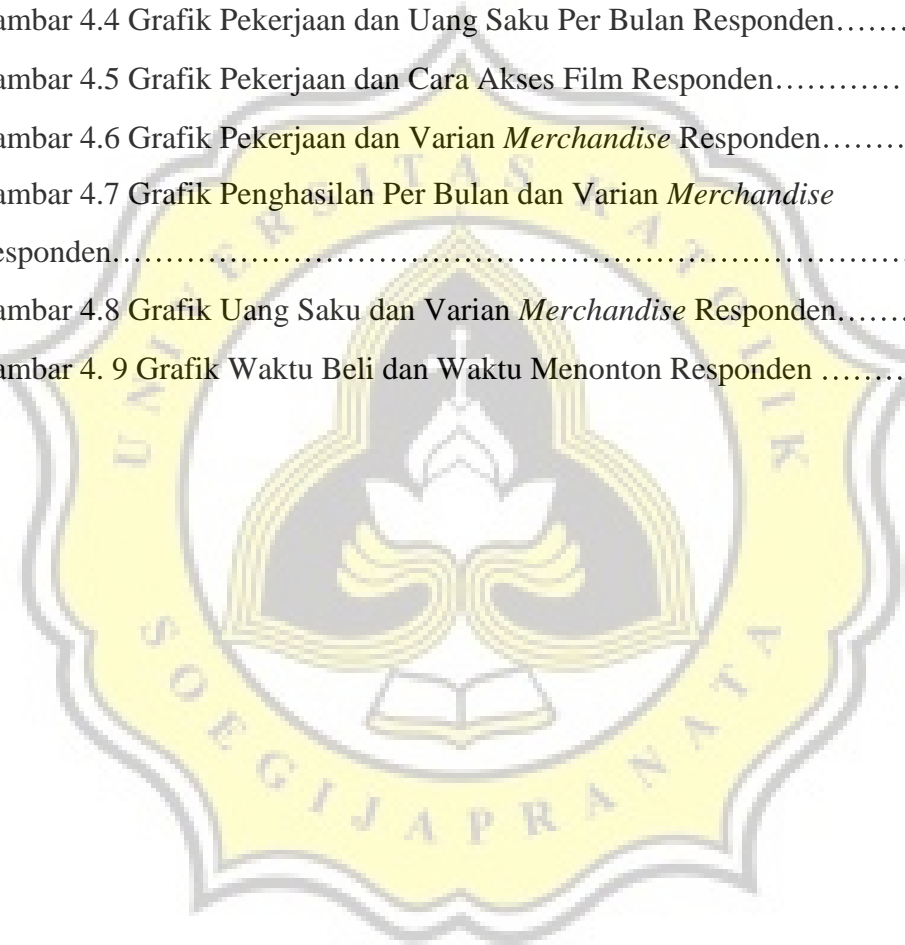 ambar 4.4 Grafik Pekerjaan dan Uang Saku Per Bulan Responden……..
ambar 4.5 Grafik Pekerjaan dan Cara Akses Film Responden…………
ambar 4.6 Grafik Pekerjaan dan Varian Merchandise Responden……..
ambar 4.7 Grafik Penghasilan Per Bulan dan Varian Merchandise
esponden……………………………………………………………………
ambar 4.8 Grafik Uang Saku dan Varian Merchandise Responden…….
ambar 4. 9 Grafik Waktu Beli dan Waktu Menonton Responden ………
UNIVERSITAS KATOLIK
SOEGIJAPRANATA